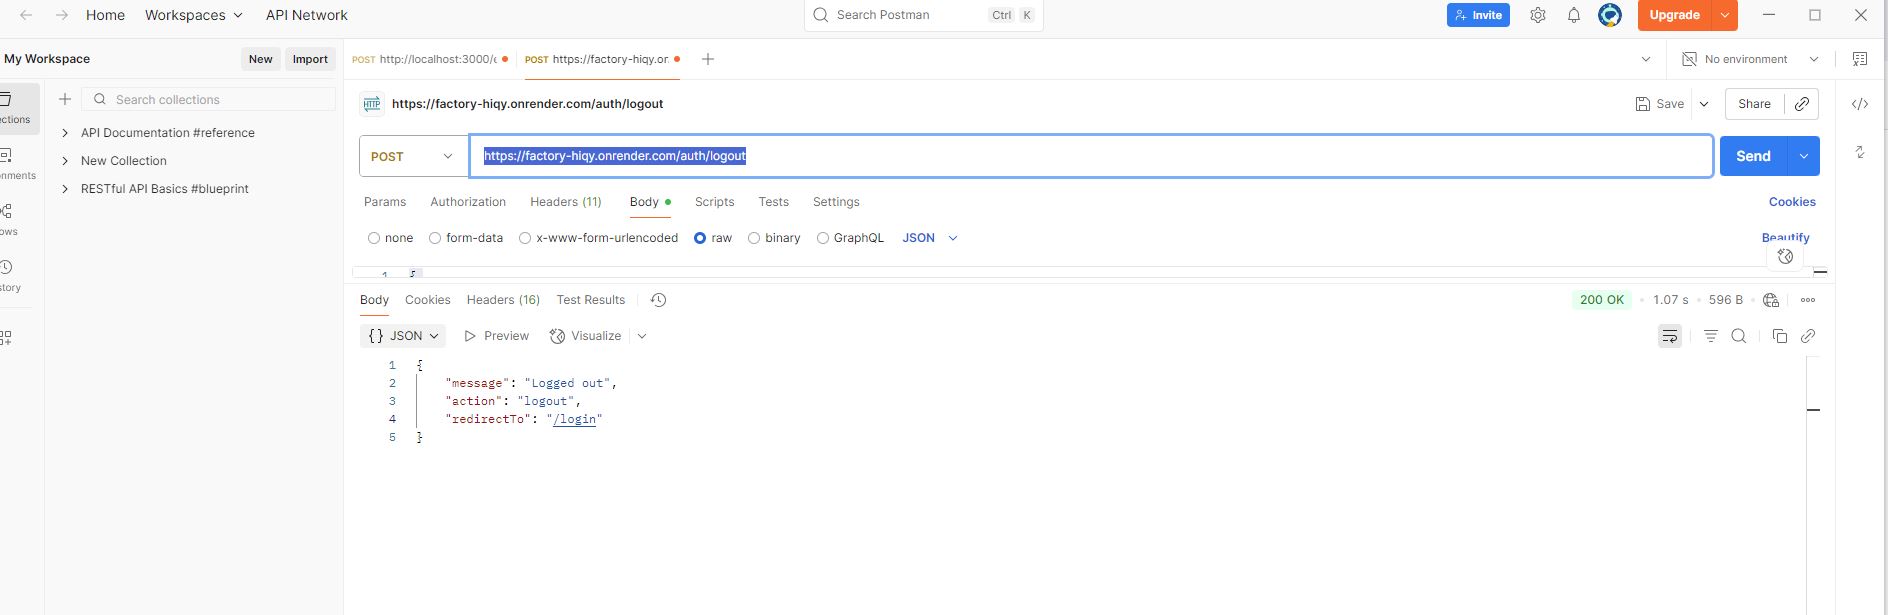 Home Workspaces API Network Search Postman Ctrl K Invite Upgrade
My Workspace New Import POST http://localhost:3000/ POST https://factory-hiqy.or No environment
Search collections
https://factory-hiqy.onrender.com/auth/logout Save Share
ections
API Documentation #reference
New Collection
RESTful API Basics #blueprint
nments
ows
story
HTTP
POST https://factory-hiqy.onrender.com/auth/logout Send
Params Authorization Headers (11) Body Scripts Tests Settings Cookies
none form-data x-www-form-urlencoded raw binary GraphQL JSON Beautify
1 {
Body Cookies Headers (16) Test Results 200 OK • 1.07 s • 596 B
{} JSON Preview Visualize
1 {
2 "message": "Logged out",
3 "action": "logout",
4 "redirectTo": "/login"
5 }